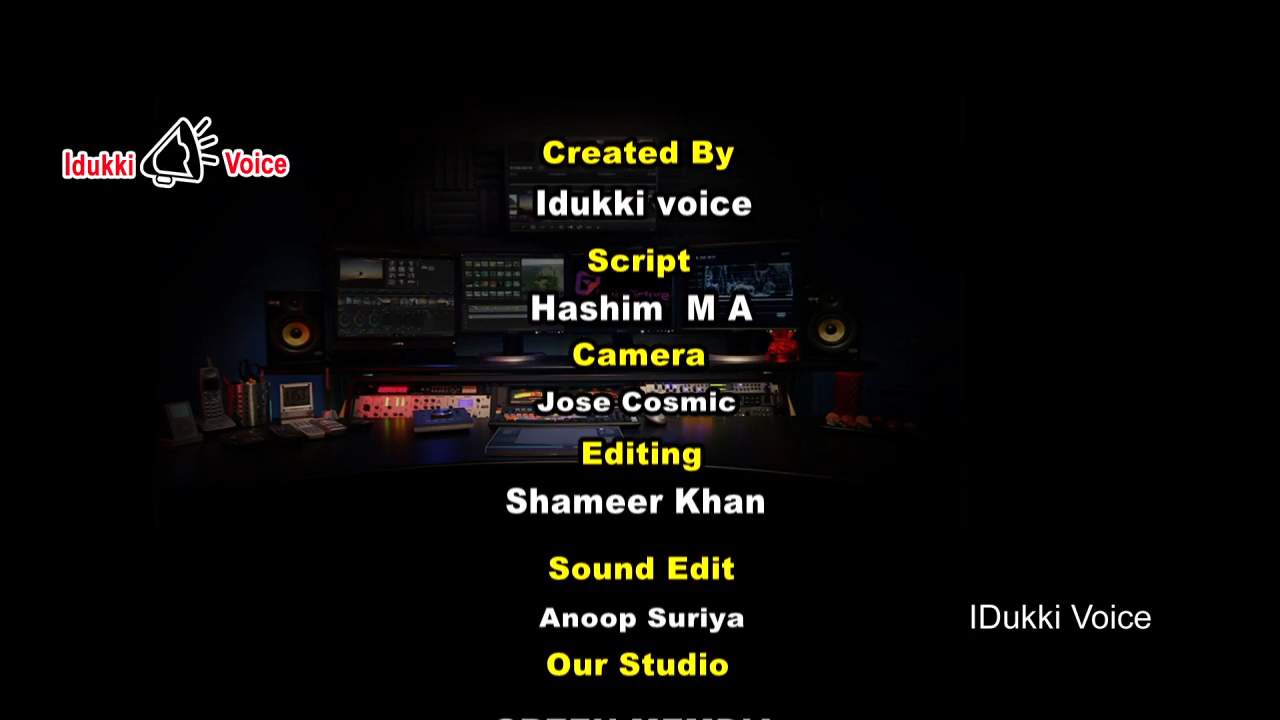 Idukki Voice
Created By
Idukki voice
Script
Hashim M A
Camera
Jose Cosmic
Editing
Shameer Khan
Sound Edit
Anoop Suriya
IDukki Voice
Our Studio